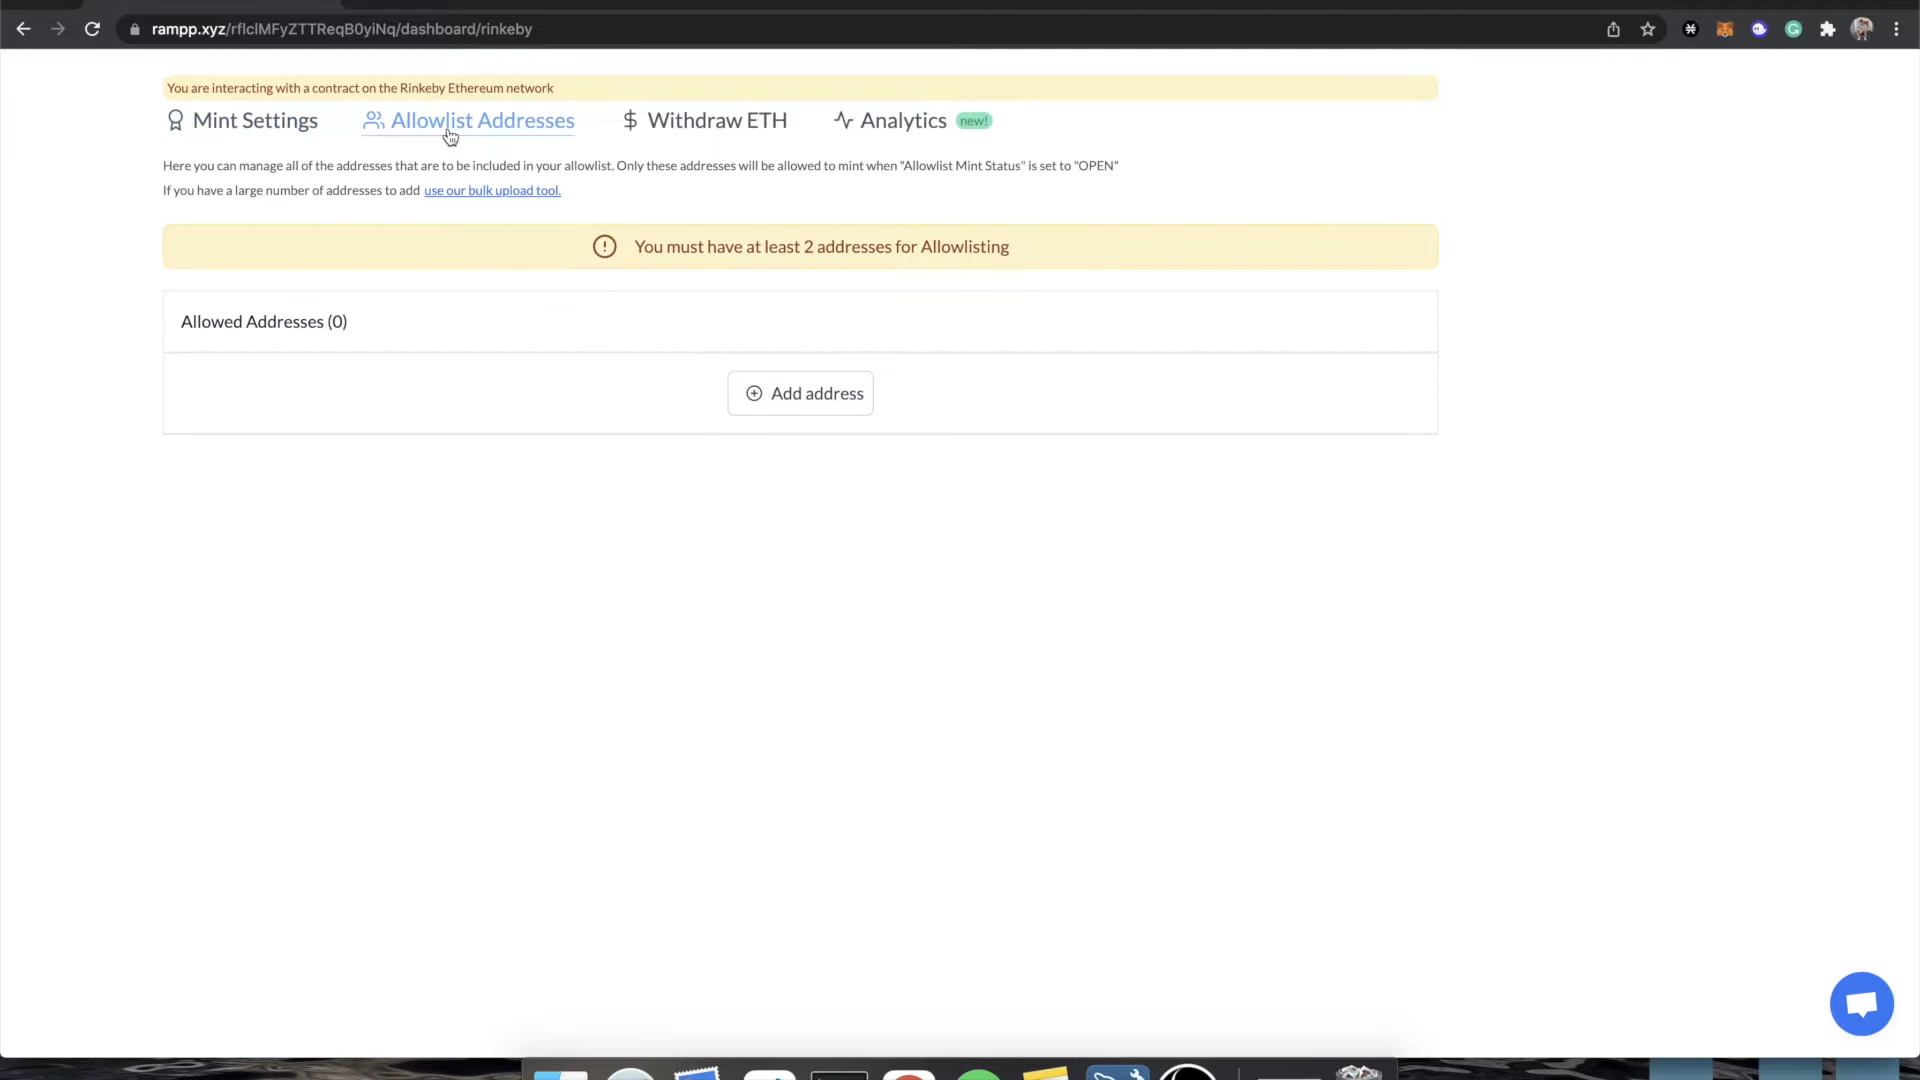 rampp.xyz/rflclMFyZTTReqB0yiNq/dashboard/rinkeby
You are interacting with a contract on the Rinkeby Ethereum network
Mint Settings
Allowlist Addresses
Withdraw ETH
Analytics
new!
Here you can manage all of the addresses that are to be included in your allowlist. Only these addresses will be allowed to mint when "Allowlist Mint Status" is set to "OPEN"
If you have a large number of addresses to add use our bulk upload tool.
You must have at least 2 addresses for Allowlisting
Allowed Addresses (0)
Add address